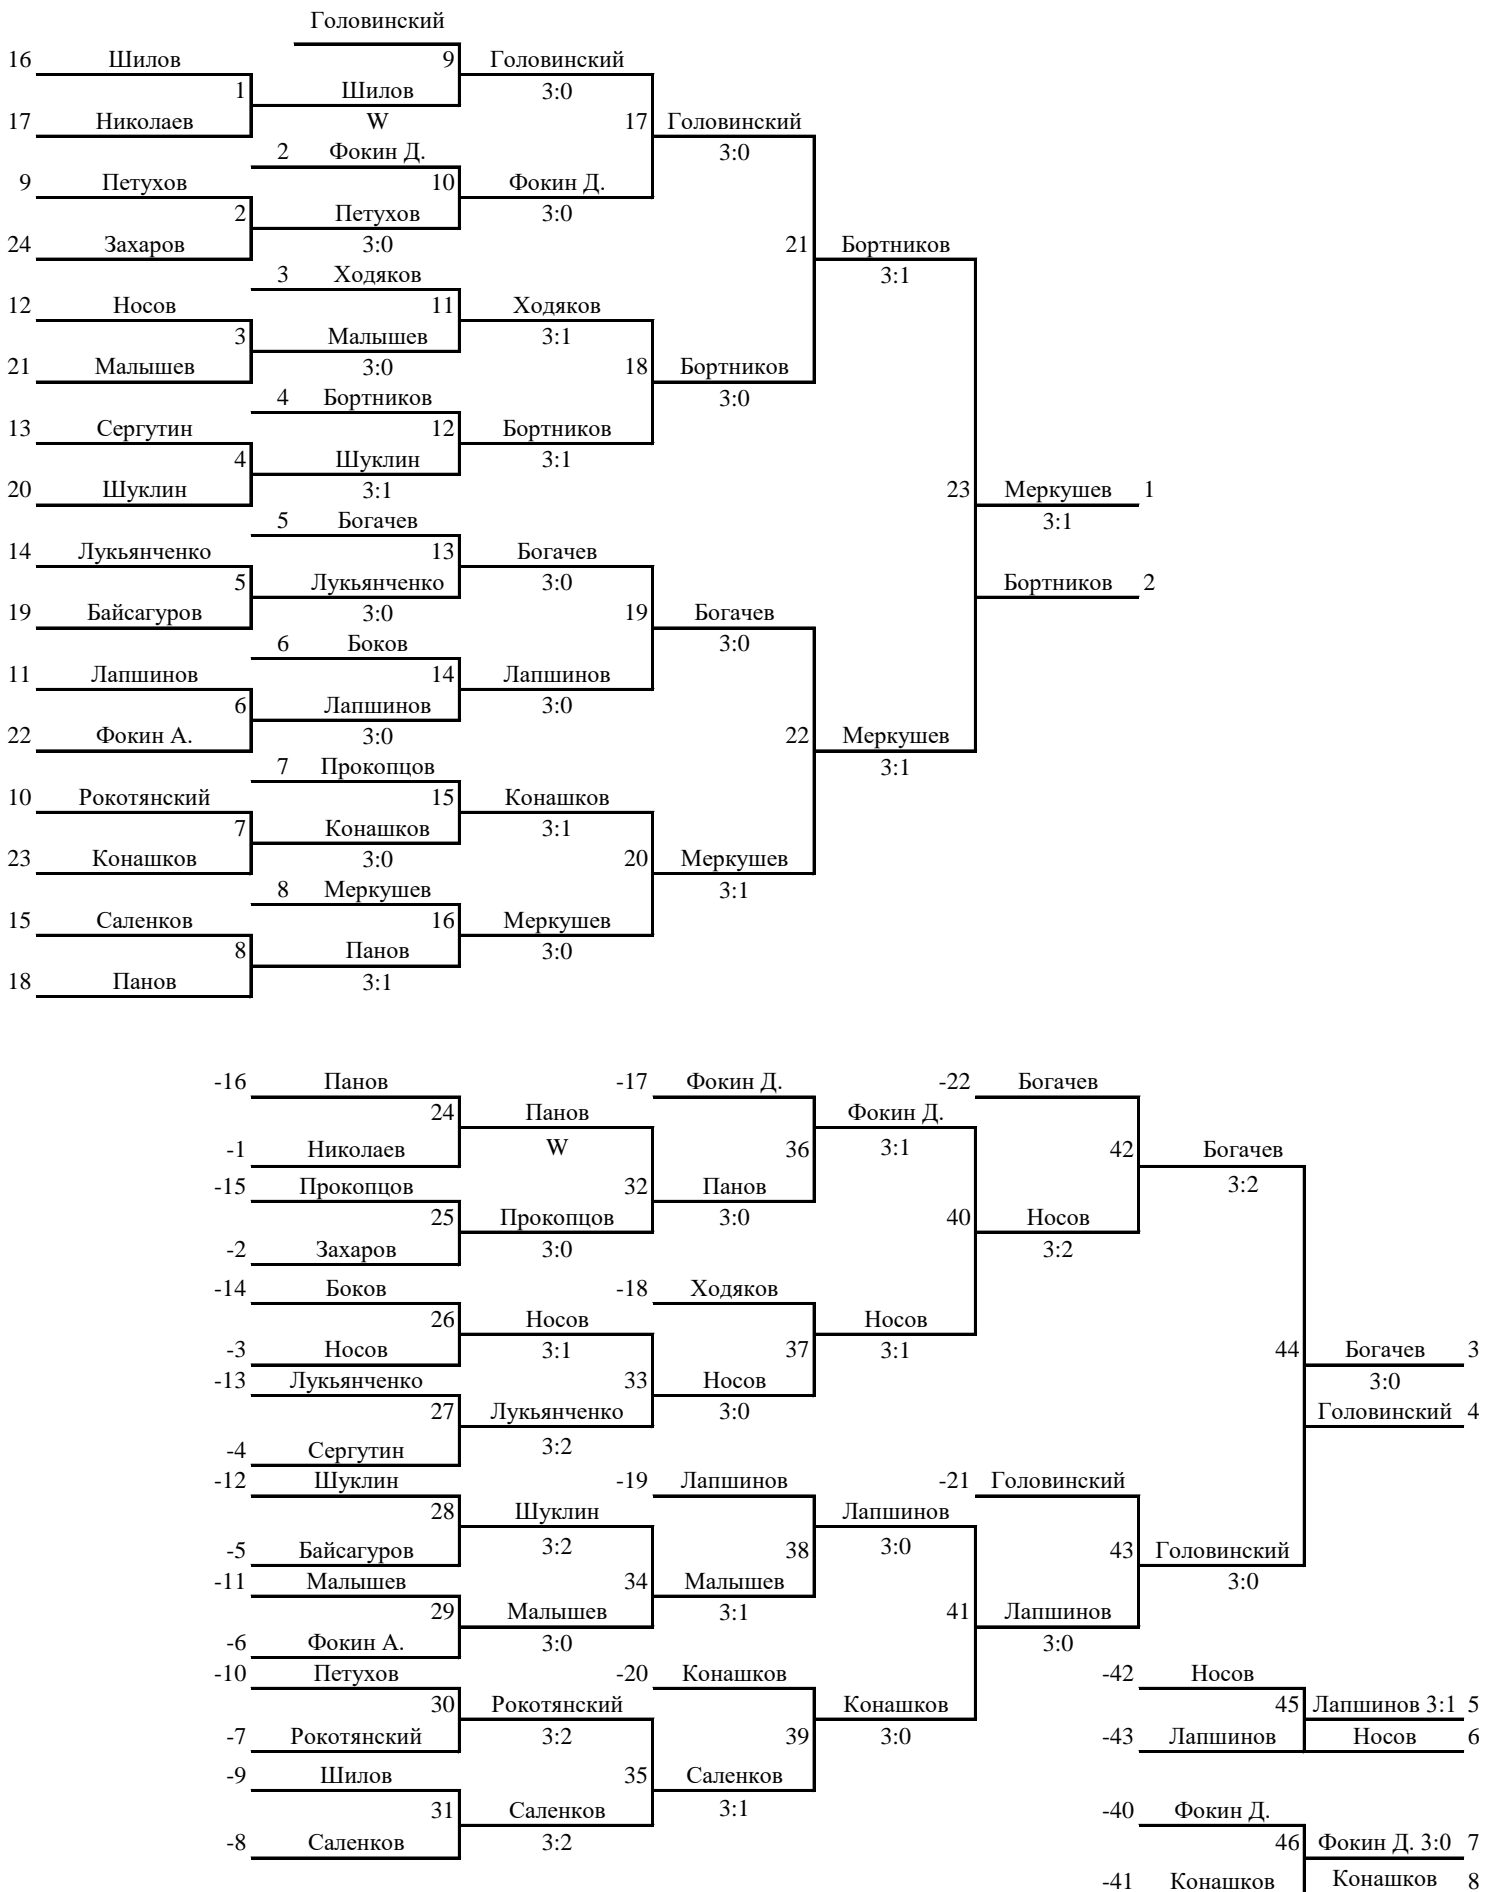 Головинский
16 Шилов 9 Головинский
1 Шилов 3:0
17 Николаев W 17 Головинский
2 Фокин Д. 3:0
9 Петухов 10 Фокин Д.
2 Петухов 3:0
24 Захаров 3:0 21 Бортников
3 Ходяков 3:1
12 Носов 11 Ходяков
3 Малышев 3:1
21 Малышев 3:0 18 Бортников
4 Бортников 3:0
13 Сергутин 12 Бортников
4 Шуклин 3:1
20 Шуклин 3:1 23 Меркушев 1
5 Богачев 3:1
14 Лукьянченко 13 Богачев
5 Лукьянченко 3:0 Бортников 2
19 Байсагуров 3:0 19 Богачев
6 Боков 3:0
11 Лапшинов 14 Лапшинов
6 Лапшинов 3:0
22 Фокин А. 3:0 22 Меркушев
7 Прокопцов 3:1
10 Рокотянский 15 Конашков
7 Конашков 3:1
23 Конашков 3:0 20 Меркушев
8 Меркушев 3:1
15 Саленков 16 Меркушев
8 Панов 3:0
18 Панов 3:1
-16 Панов -17 Фокин Д. -22 Богачев
24 Панов Фокин Д.
-1 Николаев W 36 3:1 42 Богачев
-15 Прокопцов 32 Панов 3:2
25 Прокопцов 3:0 40 Носов
-2 Захаров 3:0 3:2
-14 Боков -18 Ходяков
26 Носов Носов
-3 Носов 3:1 37 3:1 44 Богачев 3
-13 Лукьянченко 33 Носов 3:0
27 Лукьянченко 3:0 Головинский 4
-4 Сергутин 3:2
-12 Шуклин -19 Лапшинов -21 Головинский
28 Шуклин Лапшинов
-5 Байсагуров 3:2 38 3:0 43 Головинский
-11 Малышев 34 Малышев 3:0
29 Малышев 3:1 41 Лапшинов
-6 Фокин А. 3:0 3:0
-10 Петухов -20 Конашков -42 Носов
30 Рокотянский Конашков 45 Лапшинов 3:1 5
-7 Рокотянский 3:2 39 3:0 -43 Лапшинов Носов 6
-9 Шилов 35 Саленков
31 Саленков 3:1 -40 Фокин Д.
-8 Саленков 3:2 46 Фокин Д. 3:0 7
-41 Конашков Конашков 8